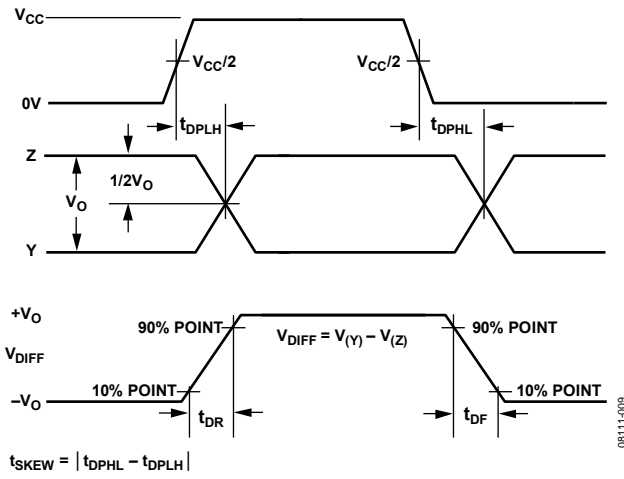 VCC
VCC/2
VCC/2
0V
tDPLH
tDPHL
Z
1/2VO
VO
Y
+VO
90% POINT
VDIFF = V(Y) – V(Z)
90% POINT
VDIFF
10% POINT
10% POINT
–VO
tDR
tDF
tSKEW = |tDPHL – tDPLH|
08111-009